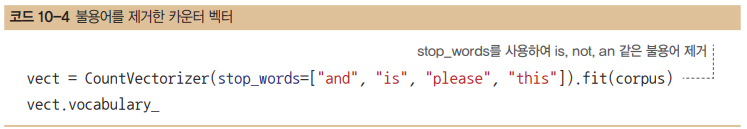 코드 10-4 불용어를 제거한 카운터 벡터
stop_words를 사용하여 is, not, an 같은 불용어 제거
vect = CountVectorizer(stop_words=["and", "is", "please", "this"]).fit(corpus)
vect.vocabulary_